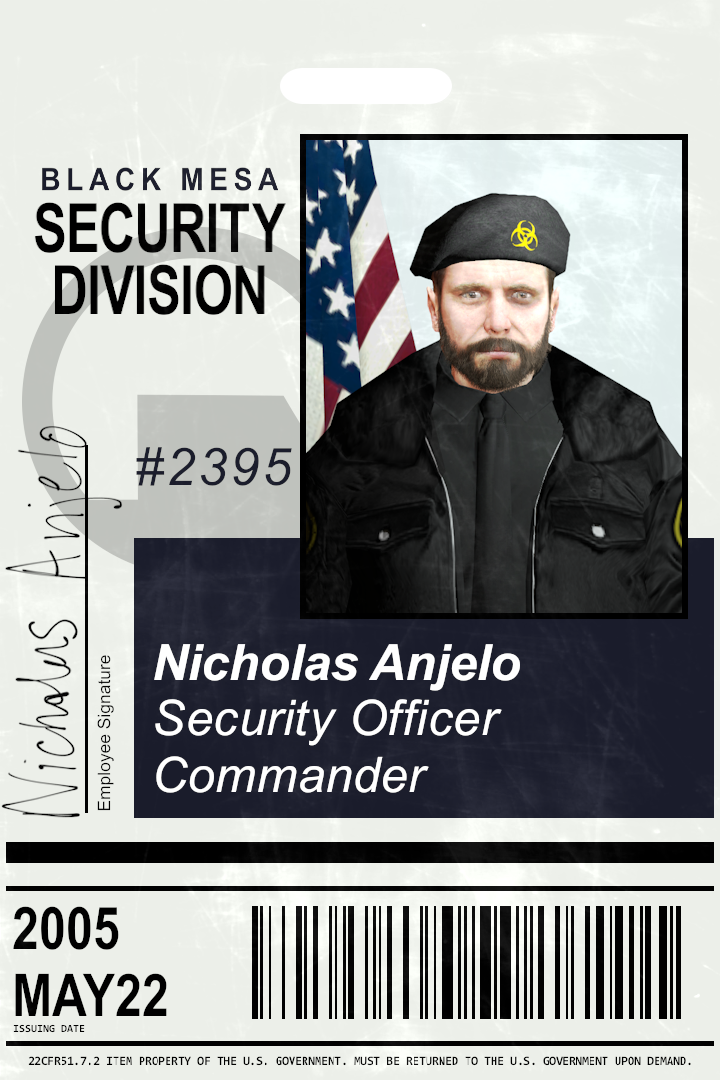 BLACK MESA
SECURITY
DIVISION
#2395
Nicholas Anjelo
Employee Signature
Nicholas Anjelo
Security Officer
Commander
2005
MAY22
ISSUING DATE
22CFR51.7.2 ITEM PROPERTY OF THE U.S. GOVERNMENT. MUST BE RETURNED TO THE U.S. GOVERNMENT UPON DEMAND.